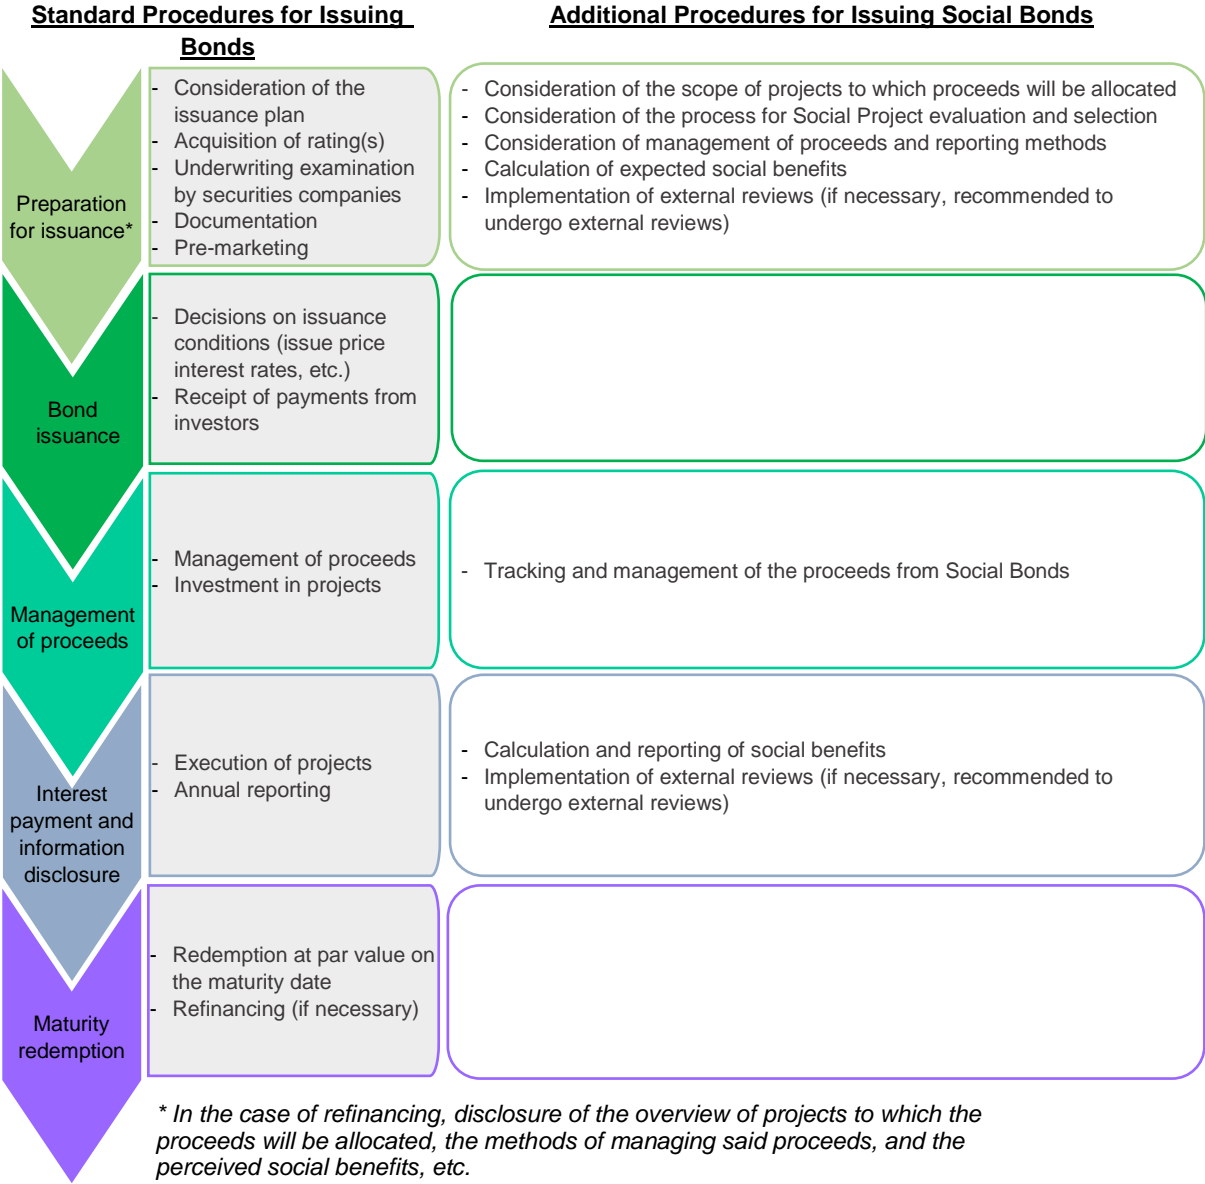 Standard Procedures for Issuing
Bonds
Additional Procedures for Issuing Social Bonds
Preparation
for issuance*
- Consideration of the
issuance plan
- Acquisition of rating(s)
- Underwriting examination
by securities companies
- Documentation
- Pre-marketing
- Consideration of the scope of projects to which proceeds will be allocated
- Consideration of the process for Social Project evaluation and selection
- Consideration of management of proceeds and reporting methods
- Calculation of expected social benefits
- Implementation of external reviews (if necessary, recommended to
undergo external reviews)
Bond
issuance
- Decisions on issuance
conditions (issue price
interest rates, etc.)
- Receipt of payments from
investors
Management
of proceeds
- Management of proceeds
- Investment in projects
- Tracking and management of the proceeds from Social Bonds
Interest
payment and
information
disclosure
- Execution of projects
- Annual reporting
- Calculation and reporting of social benefits
- Implementation of external reviews (if necessary, recommended to
undergo external reviews)
Maturity
redemption
- Redemption at par value on
the maturity date
- Refinancing (if necessary)
* In the case of refinancing, disclosure of the overview of projects to which the
proceeds will be allocated, the methods of managing said proceeds, and the
perceived social benefits, etc.